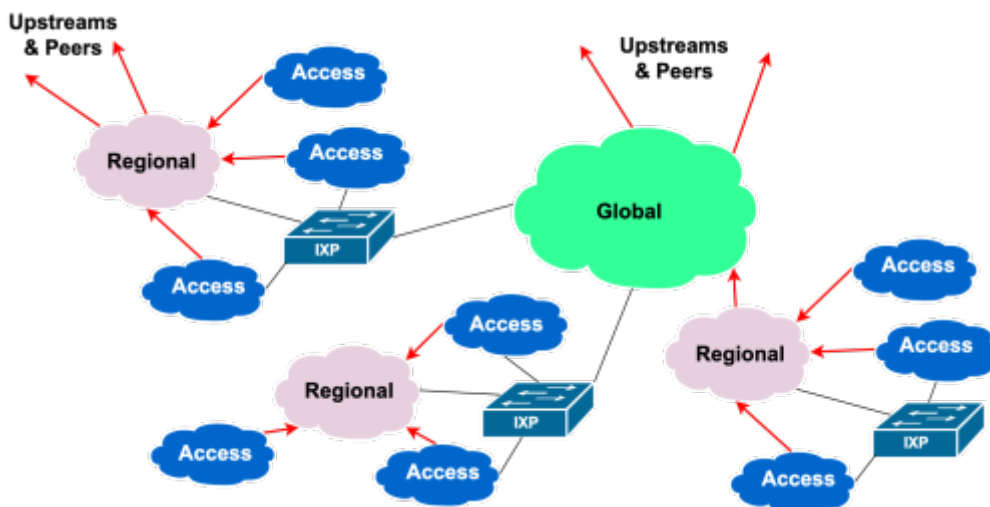 Upstreams
& Peers
Access
Access
Regional
IXP
Access
Upstreams
& Peers
Global
Access
Regional
Access
IXP
Access
Access
Access
Regional
Access
IXP
Access